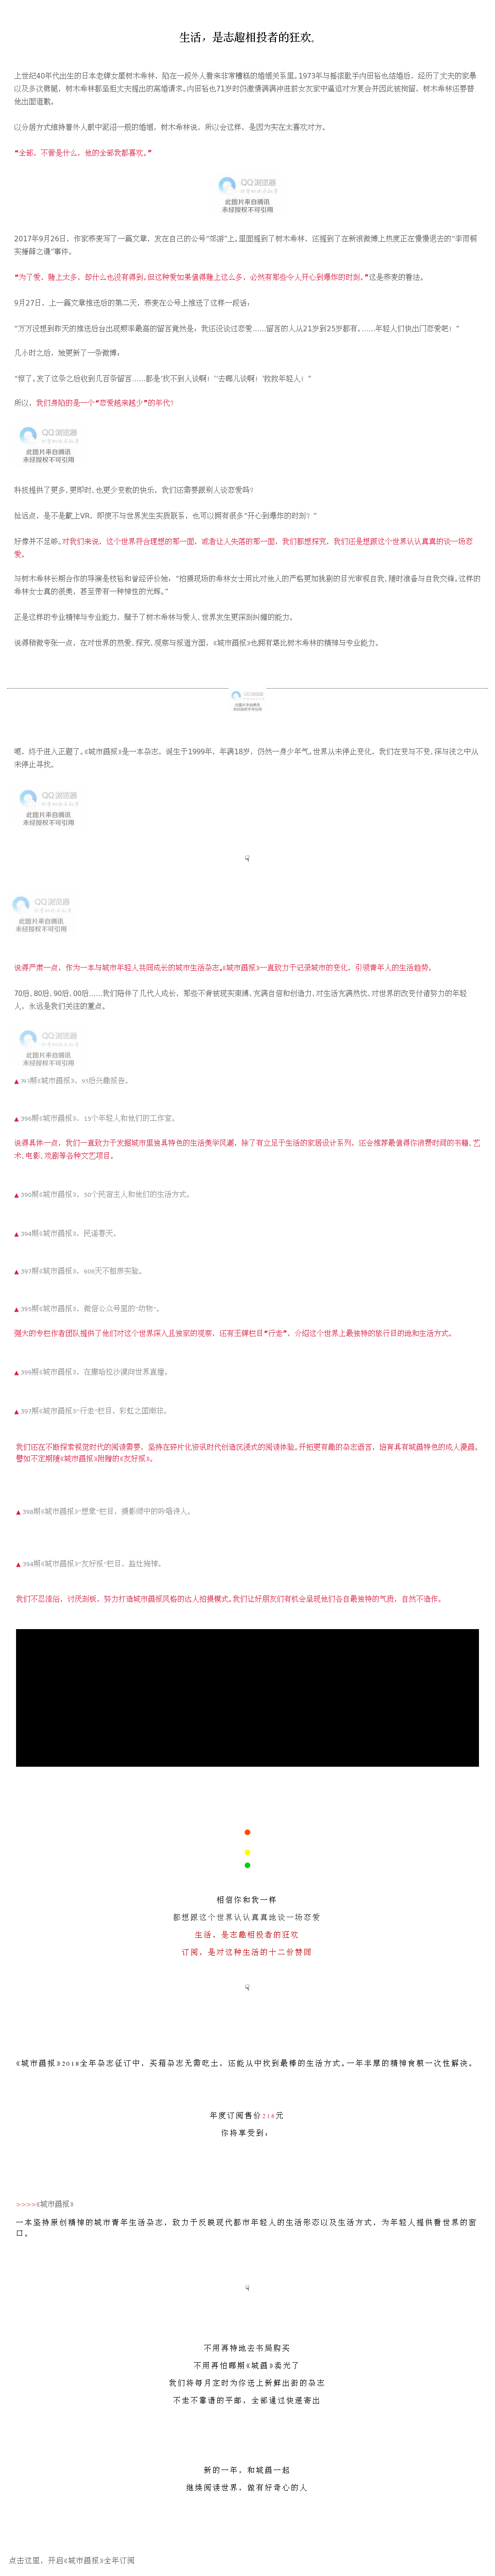 生活，是志趣相投者的狂欢.
上世纪40年代出生的日本老牌女星树木希林，陷在一段外人看来非常糟糕的婚姻关系里。1973年与摇滚歌手内田裕也结婚后，经历了丈夫的家暴
以及多次劈腿，树木希林都坚拒丈夫提出的离婚请求。内田裕也71岁时仍激情满满冲进前女友家中逼迫对方复合并因此被拘留，树木希林还要替
他出面道歉。
以分居方式维持着外人眼中泥沼一般的婚姻，树木希林说，所以会这样，是因为实在太喜欢对方。
“全部，不管是什么，他的全部我都喜欢。”
QQ浏览器
此图片来自腾讯
未经授权不可引用
2017年9月26日，作家荞麦写了一篇文章，发在自己的公号“郊游”上。里面提到了树木希林，还提到了在新浪微博上热度正在慢慢退去的“李雨桐
实锤薛之谦”事件。
“为了爱，赌上太多，却什么也没有得到。但这种爱如果值得赌上这么多，必然有那些令人开心到爆炸的时刻。”这是荞麦的看法。
9月27日，上一篇文章推送后的第二天，荞麦在公号上推送了这样一段话：
“万万没想到昨天的推送后台出现频率最高的留言竟然是：我还没谈过恋爱……留言的人从21岁到25岁都有。……年轻人们快出门恋爱吧！”
几小时之后，她更新了一条微博：
“惊了。发了这条之后收到几百条留言……都是‘找不到人谈啊！’‘去哪儿谈啊！’救救年轻人！”
所以，我们身陷的是一个“恋爱越来越少”的年代？
QQ浏览器
此图片来自腾讯
未经授权不可引用
科技提供了更多、更即时、也更少变数的快乐，我们还需要跟别人谈恋爱吗？
扯远点，是不是戴上VR，即使不与世界发生实质联系，也可以拥有很多“开心到爆炸的时刻？”
好像并不足够。对我们来说，这个世界符合理想的那一面，或者让人失落的那一面，我们都想探究，我们还是想跟这个世界认认真真的谈一场恋
爱。
与树木希林长期合作的导演是枝裕和曾经评价她，“拍摄现场的希林女士用比对他人的严格更加挑剔的目光审视自我、随时准备与自我交锋。这样的
希林女士真的很美，甚至带有一种神性的光辉。”
正是这样的专业精神与专业能力，赋予了树木希林与爱人、世界发生更深刻纠缠的能力。
说得稍微夸张一点，在对世界的热爱、探究、观察与报道方面，《城市画报》也拥有堪比树木希林的精神与专业能力。
QQ浏览器
此图片来自腾讯
未经授权不可引用
嗯，终于进入正题了。《城市画报》是一本杂志，诞生于1999年，年满18岁，仍然一身少年气。世界从未停止变化，我们在变与不变、深与浅之中从
未停止寻找。
QQ浏览器
此图片来自腾讯
未经授权不可引用
☟
QQ浏览器
此图片来自腾讯
未经授权不可引用
说得严肃一点，作为一本与城市年轻人共同成长的城市生活杂志。《城市画报》一直致力于记录城市的变化，引领青年人的生活趋势。
70后、80后、90后、00后……我们陪伴了几代人成长，那些不肯被现实束缚、充满自信和创造力、对生活充满热忱、对世界的改变付诸努力的年轻
人，永远是我们关注的重点。
QQ浏览器
此图片来自腾讯
未经授权不可引用
▲ 393期《城市画报》，95后兴趣报告。
▲ 396期《城市画报》，15个年轻人和他们的工作室。
说得具体一点，我们一直致力于发掘城市里独具特色的生活美学风潮，除了有立足于生活的家居设计系列，还会推荐最值得你消费时间的书籍、艺
术、电影、戏剧等各种文艺项目。
▲ 390期《城市画报》，50个民宿主人和他们的生活方式。
▲ 394期《城市画报》，民谣春天。
▲ 397期《城市画报》，606天不租房实验。
▲ 395期《城市画报》，微信公众号里的“动物”。
强大的专栏作者团队提供了他们对这个世界深入且独家的观察，还有王牌栏目“行走”，介绍这个世界上最独特的旅行目的地和生活方式。
▲ 399期《城市画报》，在撒哈拉沙漠向世界直播。
▲ 397期《城市画报》“行走”栏目，彩虹之国南非。
我们还在不断探索视觉时代的阅读需要，坚持在碎片化资讯时代创造沉浸式的阅读体验。开拓更有趣的杂志语言，培育具有城画特色的成人漫画。
譬如不定期随《城市画报》附赠的《友好报》。
▲ 398期《城市画报》“想象”栏目，摄影师中的吟唱诗人。
▲ 394期《城市画报》“友好报”栏目，盐灶拖神。
我们不忍流俗，讨厌刻板，努力打造城市画报风格的达人拍摄模式。我们让好朋友们有机会呈现他们各自最独特的气质，自然不造作。
相信你和我一样
都想跟这个世界认认真真地谈一场恋爱
生活，是志趣相投者的狂欢
订阅，是对这种生活的十二份赞同
☟
《城市画报》2018全年杂志征订中，买箱杂志无需吃土，还能从中找到最棒的生活方式。一年丰厚的精神食粮一次性解决。
年度订阅售价216元
你将享受到：
>>>>《城市画报》
一本坚持原创精神的城市青年生活杂志，致力于反映现代都市年轻人的生活形态以及生活方式，为年轻人提供看世界的窗
口。
☟
不用再特地去书局购买
不用再怕哪期《城画》卖光了
我们将每月定时为你送上新鲜出街的杂志
不走不靠谱的平邮，全部通过快递寄出
新的一年，和城画一起
继续阅读世界，做有好奇心的人
点击这里，开启《城市画报》全年订阅